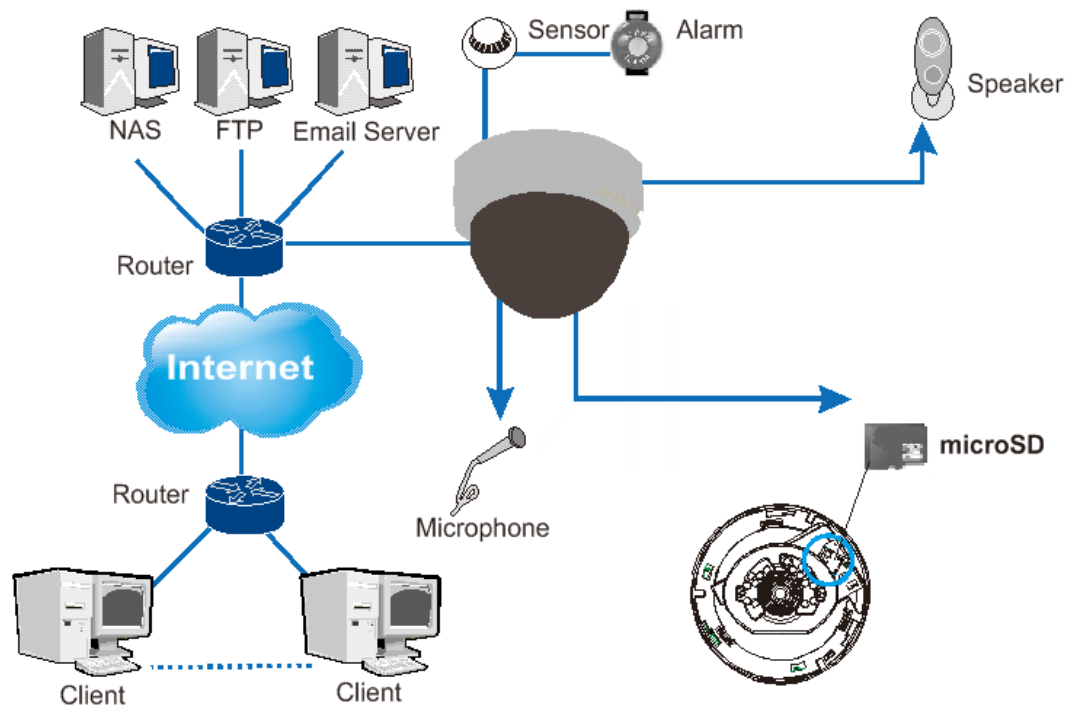 Sensor
Alarm
Speaker
NAS
FTP
Email Server
Router
Internet
microSD
Router
Microphone
Client
Client